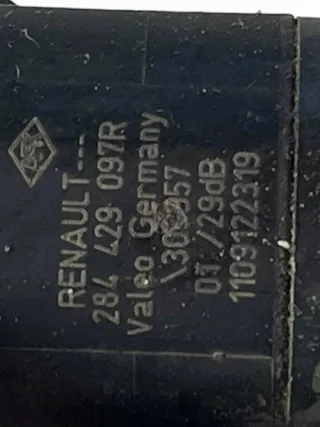 RENAULT---
284 429 097R
Valeo Germany
01 /29dB
1109122319